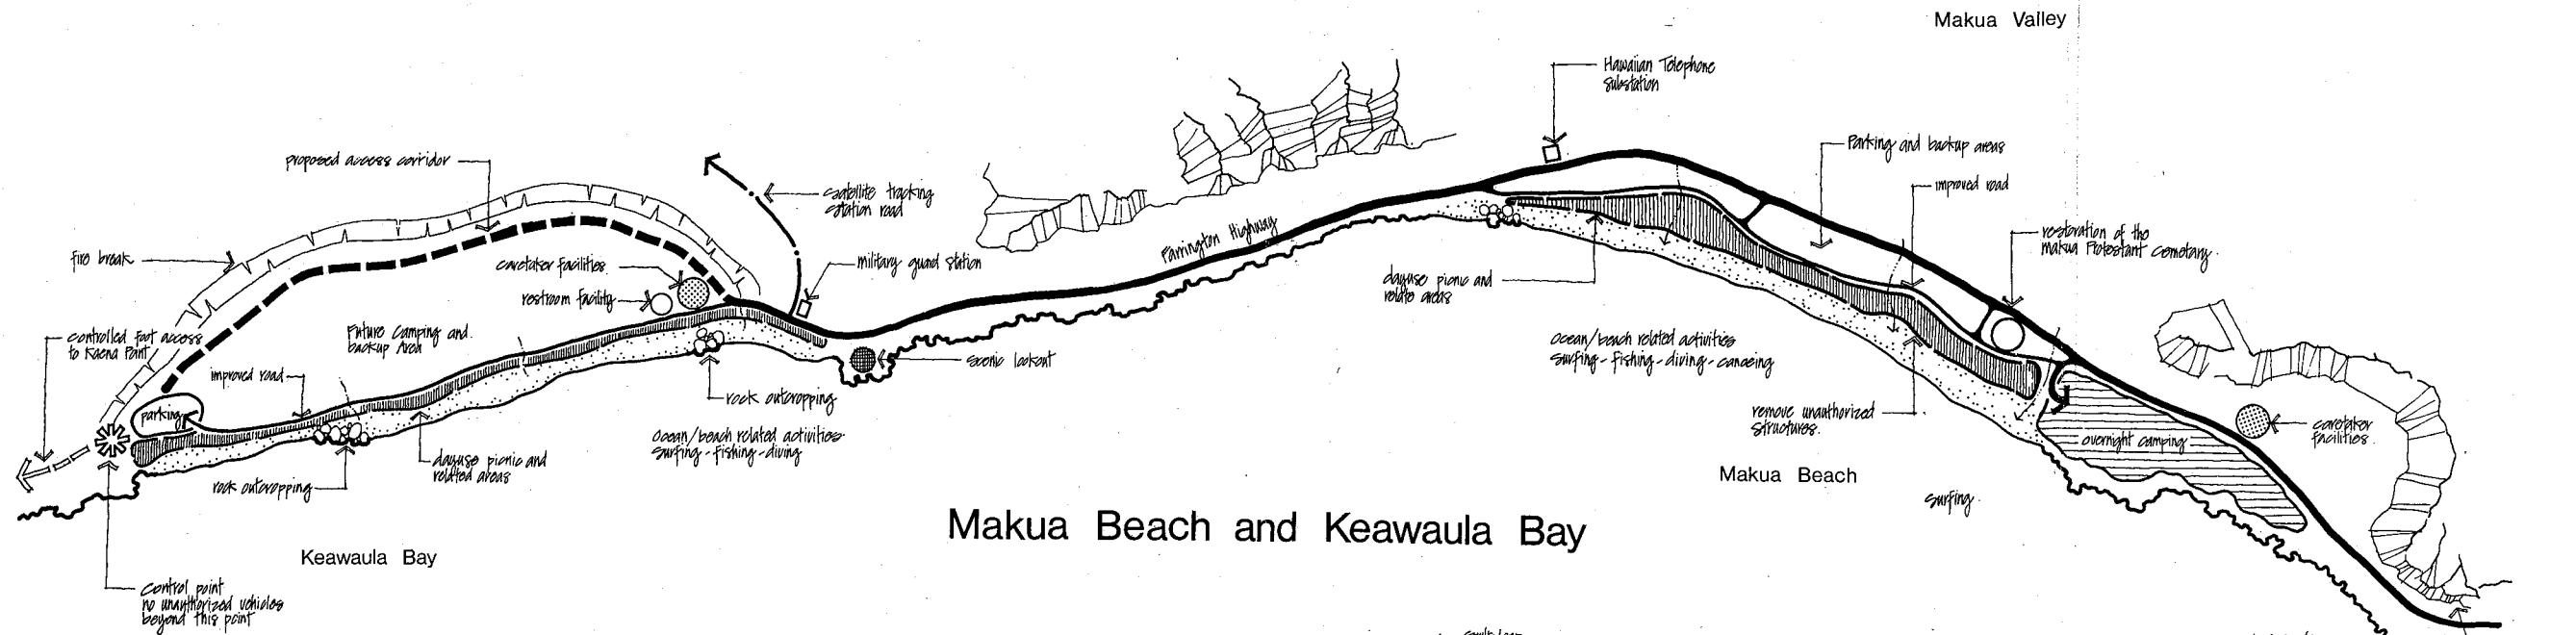 Makua Valley
Hawaiian Telephone
Substation
Parking and backup areas
proposed access corridor
improved road
satellite tracking
station road
restoration of the
makua Protestant Cemetary
Farrington Highway
fire break
caretaker facilities
military guard station
dayuse picnic and
relate areas
restroom facility
controlled foot access
to Kaena Point
Future Camping and
backup Area
Ocean/beach related activities
Surfing-fishing-diving-canoeing
scenic lookout
improved road
rock outcropping
remove unauthorized
structures.
parking
caretaker
facilities.
overnight camping
Ocean/beach related activities
Surfing-fishing-diving
dayuse picnic and
related areas
rock outcropping
Makua Beach
Surfing
Makua Beach and Keawaula Bay
Keawaula Bay
Control point
no unauthorized vehicles
beyond this point